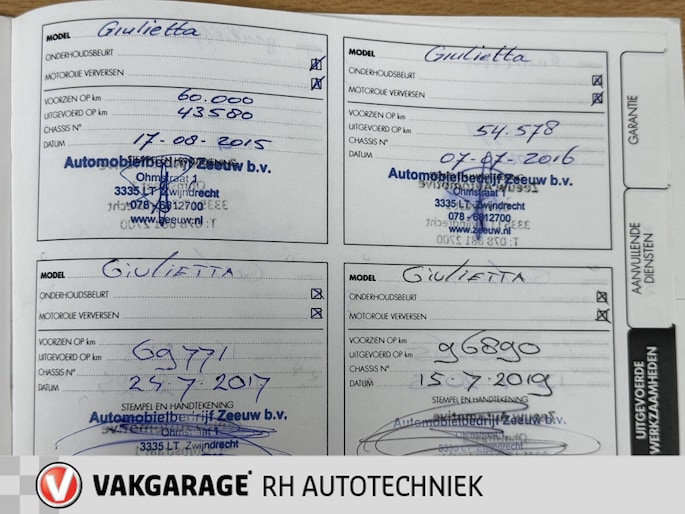 MODEL Giulietta
ONDERHOUDSBEURT
MOTOROLIE VERVERSEN
VOORZIEN OP km 60.000
UITGEVOERD OP km 43580
CHASSIS N°
DATUM 17-08-2015
STEMPEL EN HANDTEKENING
Automobielbedrijf Zeeuw b.v.
Ohmstraat 1
3335 LT Zwijndrecht
078 - 6812700
www.zeeuw.nl
MODEL Giulietta
ONDERHOUDSBEURT
MOTOROLIE VERVERSEN
VOORZIEN OP km
UITGEVOERD OP km 54.578
CHASSIS N°
DATUM 07-07-2016
Automobielbedrijf Zeeuw b.v.
Ohmstraat 1
3335 LT Zwijndrecht
078 - 6812700
www.zeeuw.nl
MODEL GIULIETTA
ONDERHOUDSBEURT
MOTOROLIE VERVERSEN
VOORZIEN OP km
UITGEVOERD OP km 69771
CHASSIS N°
DATUM 24-7-2017
STEMPEL EN HANDTEKENING
Automobielbedrijf Zeeuw b.v.
Ohmstraat 1
3335 LT Zwijndrecht
MODEL GIULIETTA
ONDERHOUDSBEURT
MOTOROLIE VERVERSEN
VOORZIEN OP km
UITGEVOERD OP km 96890
CHASSIS N°
DATUM 15-07-2019
STEMPEL EN HANDTEKENING
Automobielbedrijf Zeeuw b.v.
GARANTIE
AANVULLENDE
DIENSTEN
UITGEVOERDE
WERKZAAMHEDEN
V VAKGARAGE RH AUTOTECHNIEK